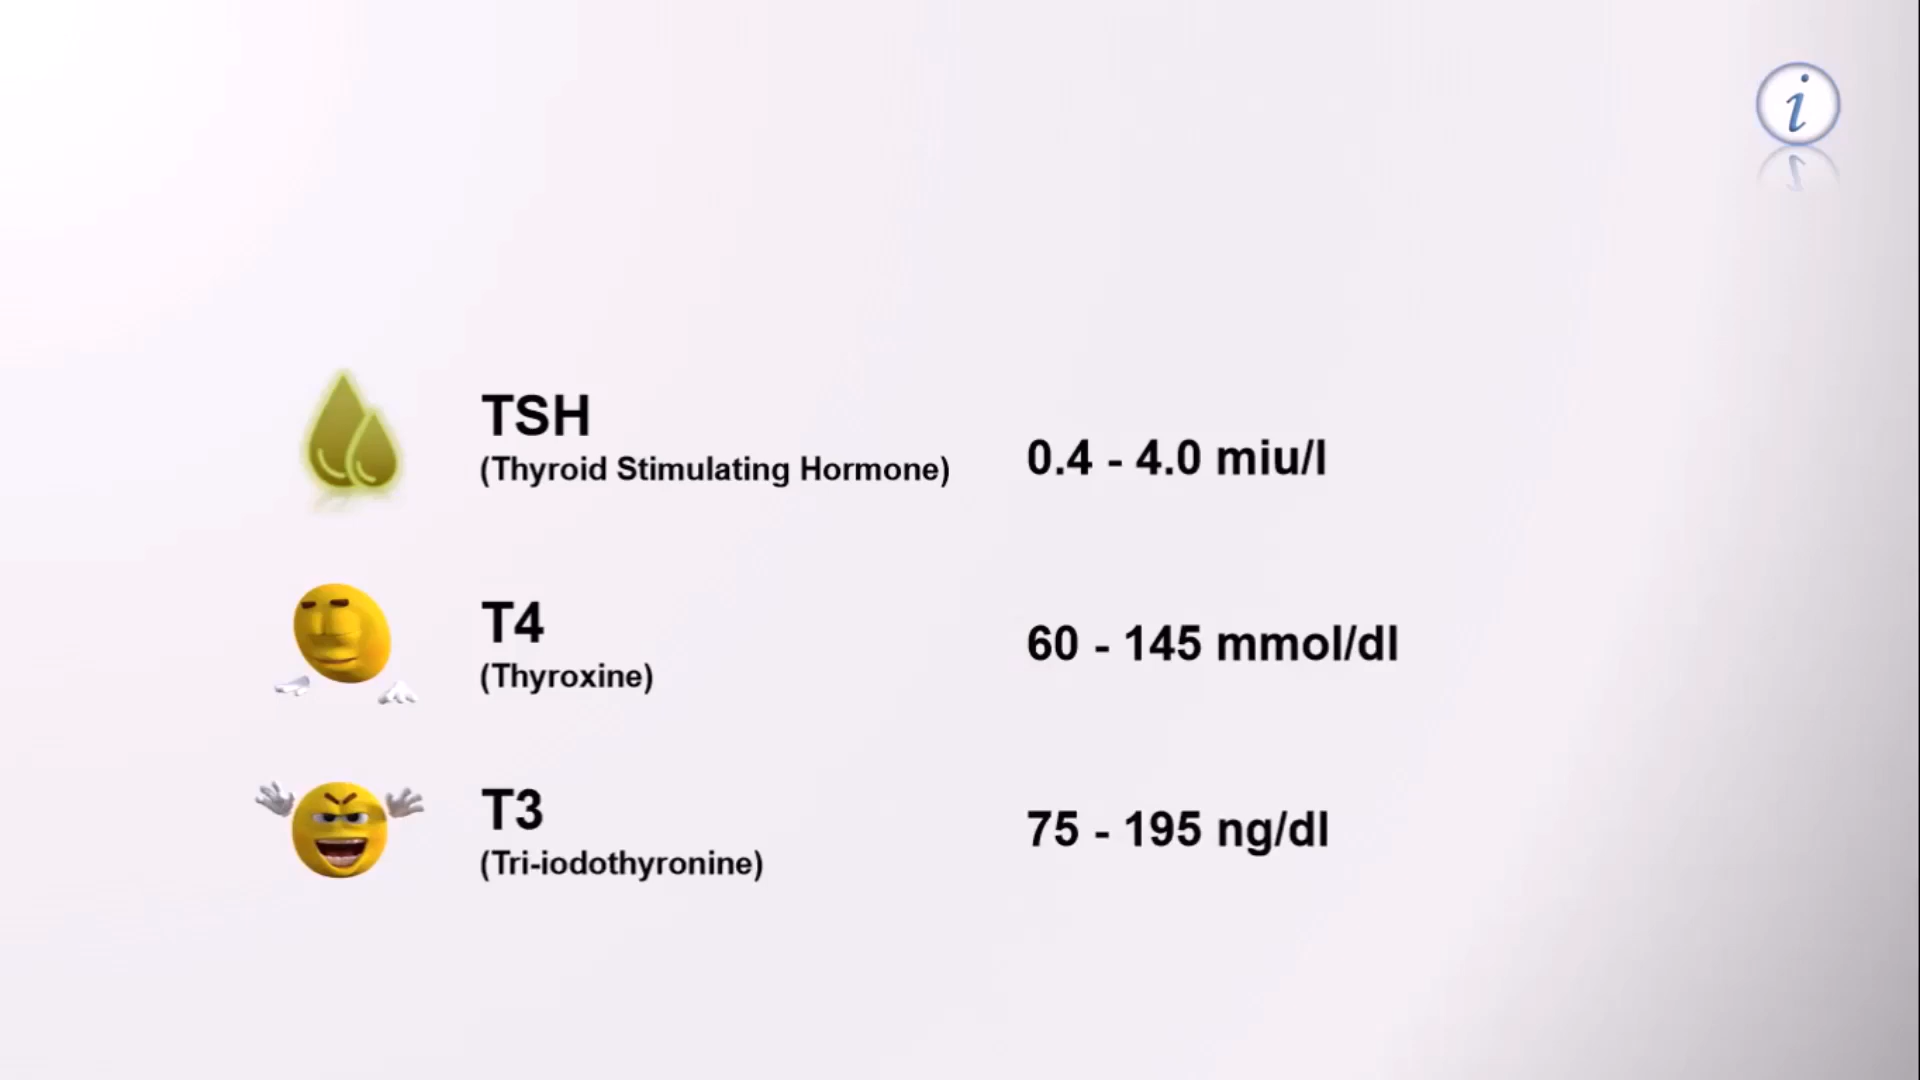 i
TSH
(Thyroid Stimulating Hormone)
0.4 - 4.0 miu/l
T4
(Thyroxine)
60 - 145 mmol/dl
T3
(Tri-iodothyronine)
75 - 195 ng/dl